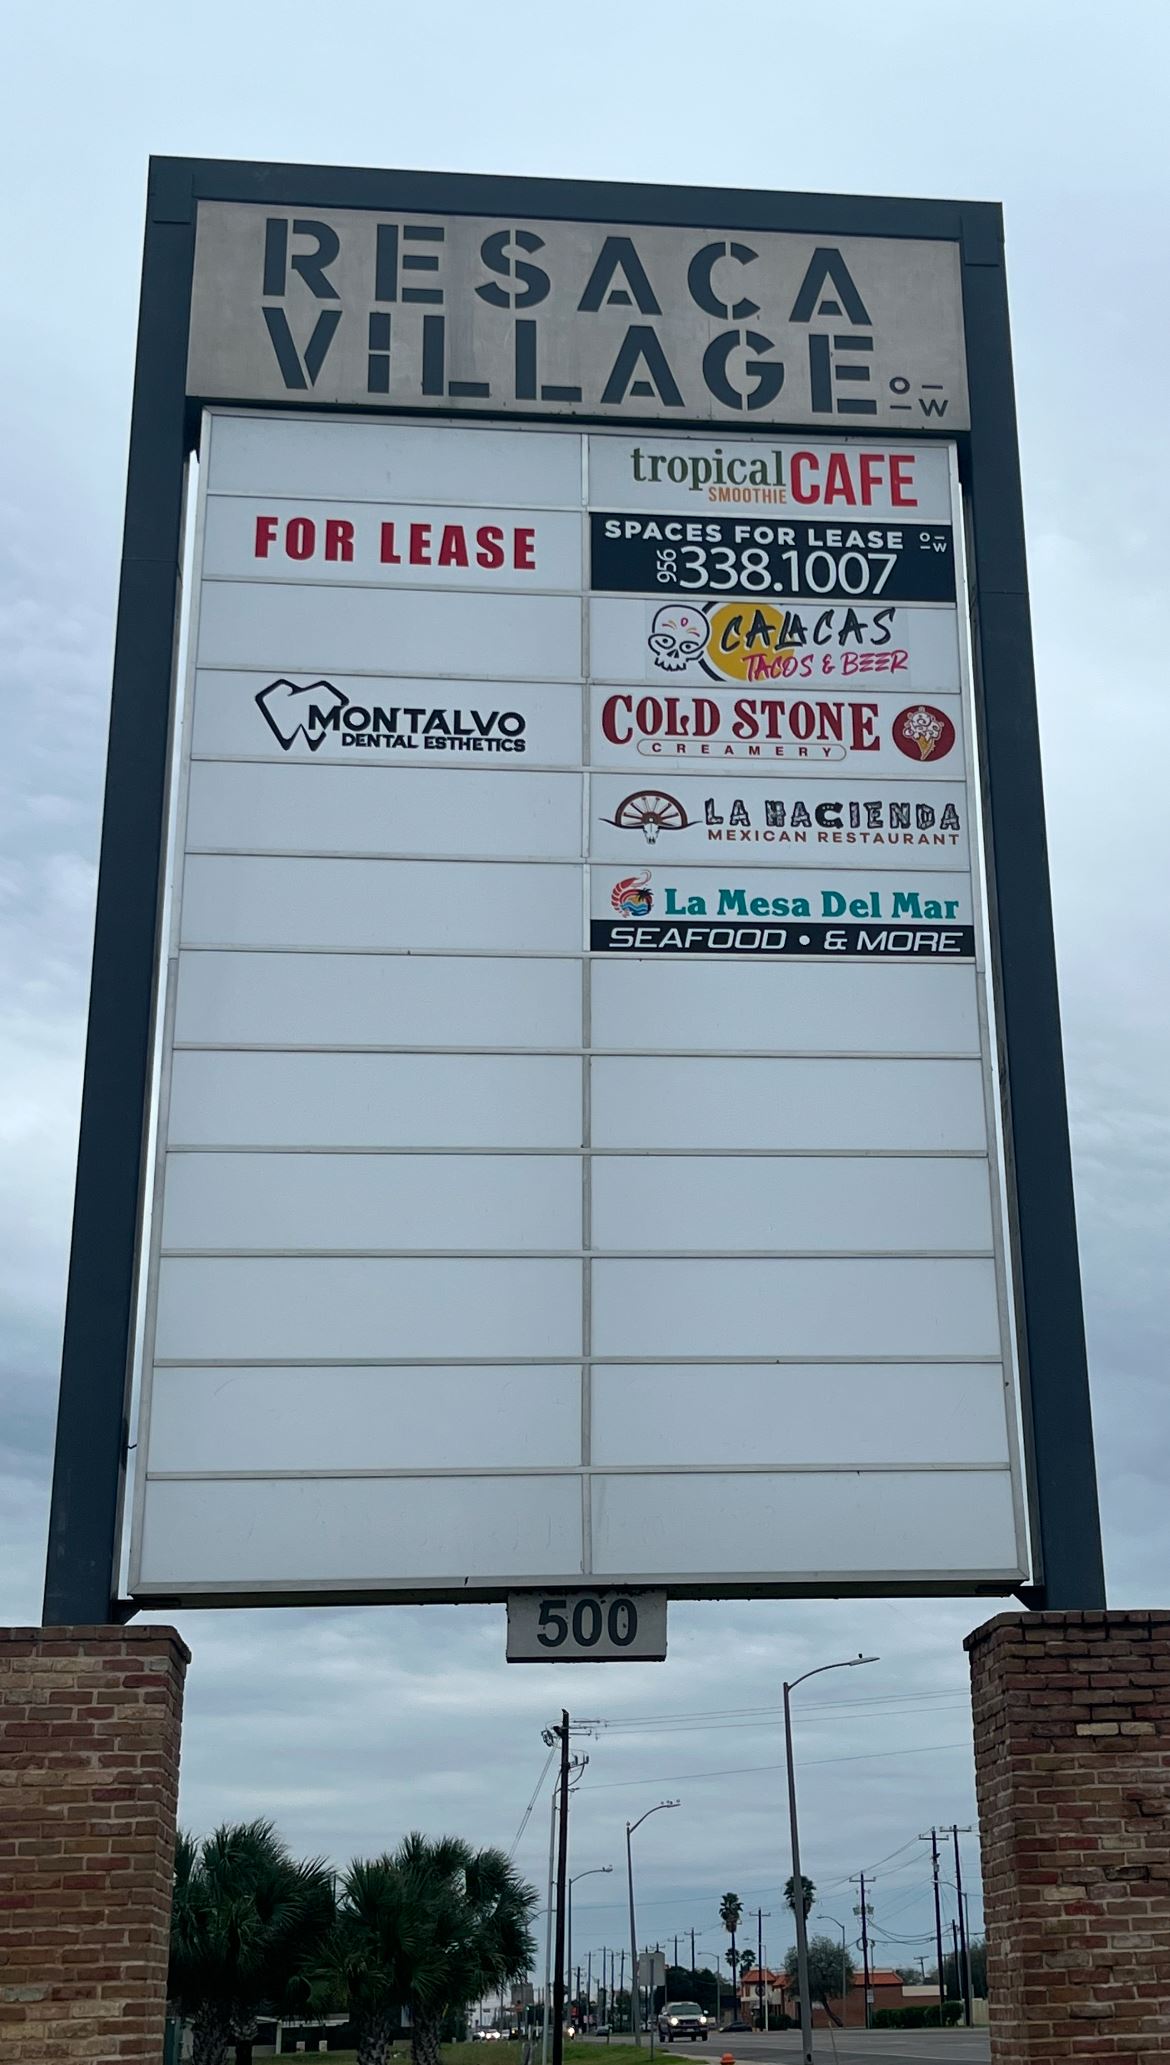 RESACA
VILLAGE
O–
–W
tropical CAFE
SMOOTHIE
FOR LEASE
SPACES FOR LEASE O–
–W
956 338.1007
CALACAS
TACOS & BEER
MONTALVO
DENTAL ESTHETICS
COLD STONE
CREAMERY
LA HACIENDA
MEXICAN RESTAURANT
La Mesa Del Mar
SEAFOOD • & MORE
500